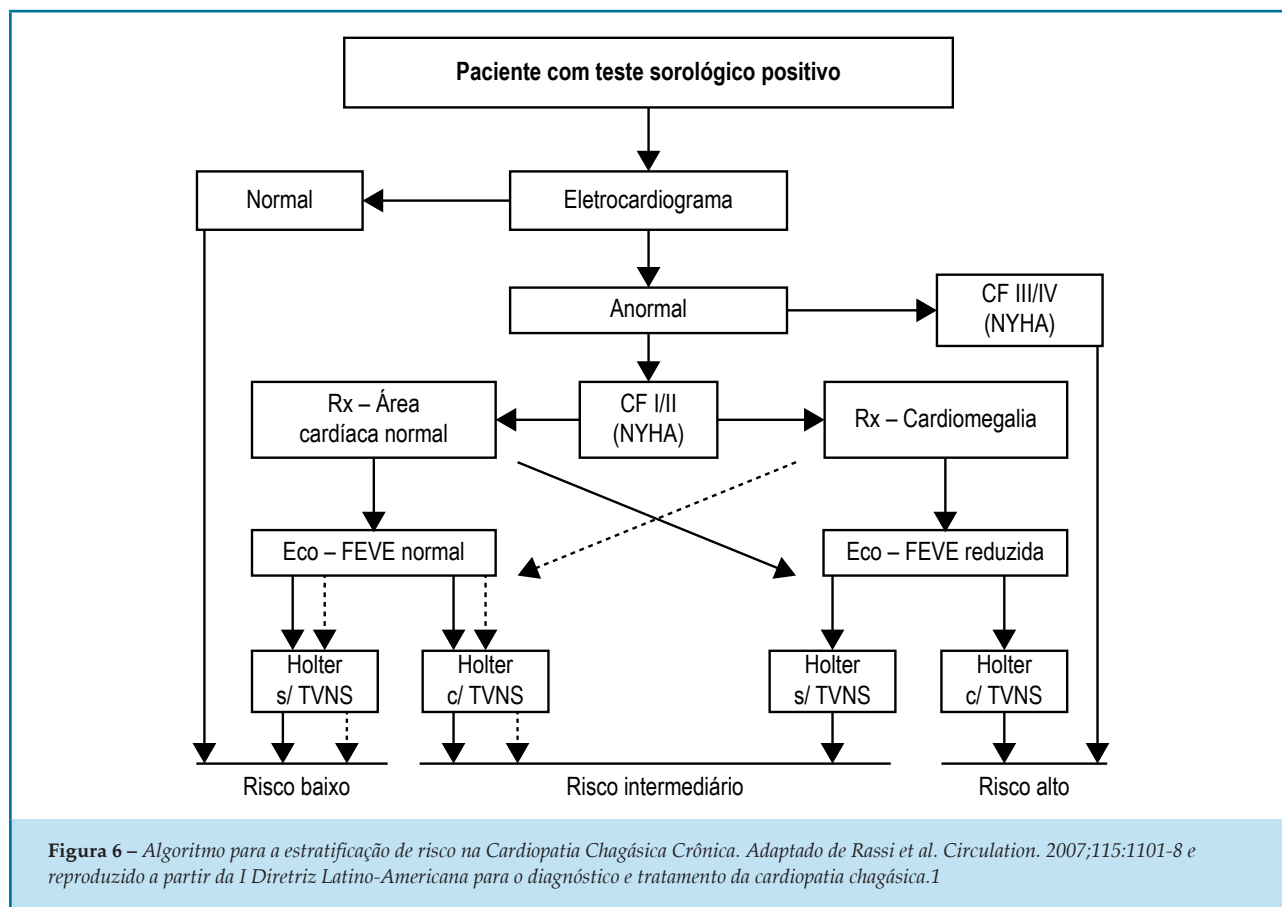 Paciente com teste sorológico positivo
Normal
Eletrocardiograma
Anormal
CF III/IV
(NYHA)
Rx – Área
cardíaca normal
CF I/II
(NYHA)
Rx – Cardiomegalia
Eco – FEVE normal
Eco – FEVE reduzida
Holter
s/ TVNS
Holter
c/ TVNS
Holter
s/ TVNS
Holter
c/ TVNS
Risco baixo
Risco intermediário
Risco alto
Figura 6 – Algoritmo para a estratificação de risco na Cardiopatia Chagásica Crônica. Adaptado de Rassi et al. Circulation. 2007;115:1101-8 e
reproduzido a partir da I Diretriz Latino-Americana para o diagnóstico e tratamento da cardiopatia chagásica.1